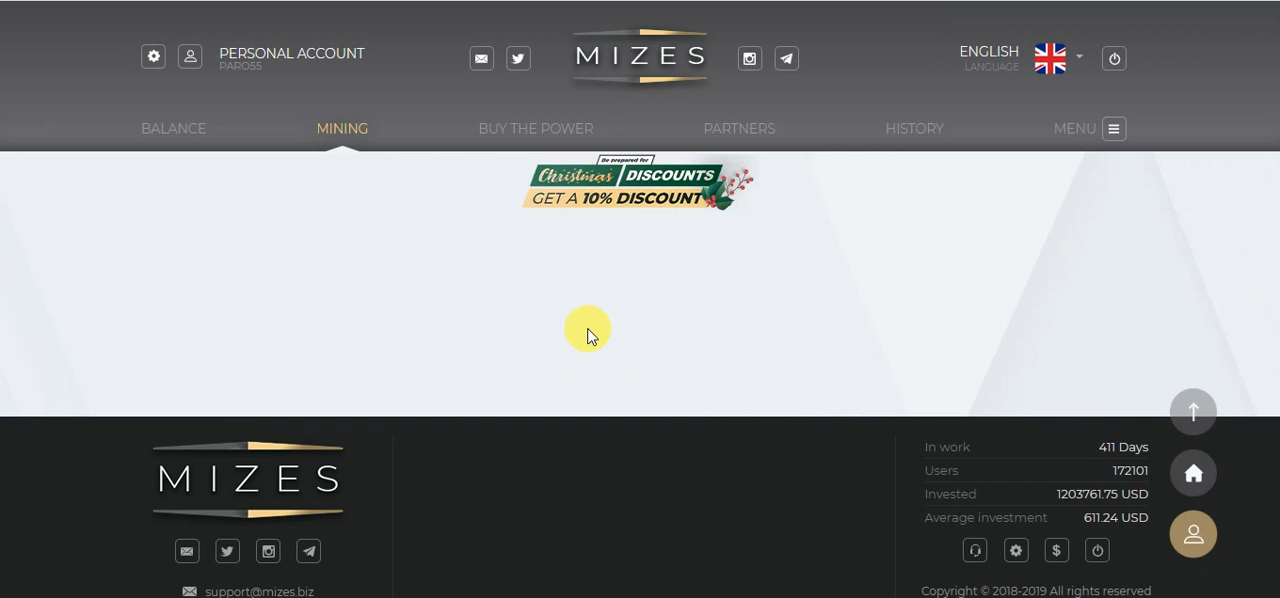 PERSONAL ACCOUNT
PARO55
MIZES
ENGLISH
LANGUAGE
BALANCE
MINING
BUY THE POWER
PARTNERS
HISTORY
MENU
Be prepared for
Christmas DISCOUNTS
GET A 10% DISCOUNT
MIZES
support@mizes.biz
In work 411 Days
Users 172101
Invested 1203761.75 USD
Average investment 611.24 USD
$
Copyright © 2018-2019 All rights reserved